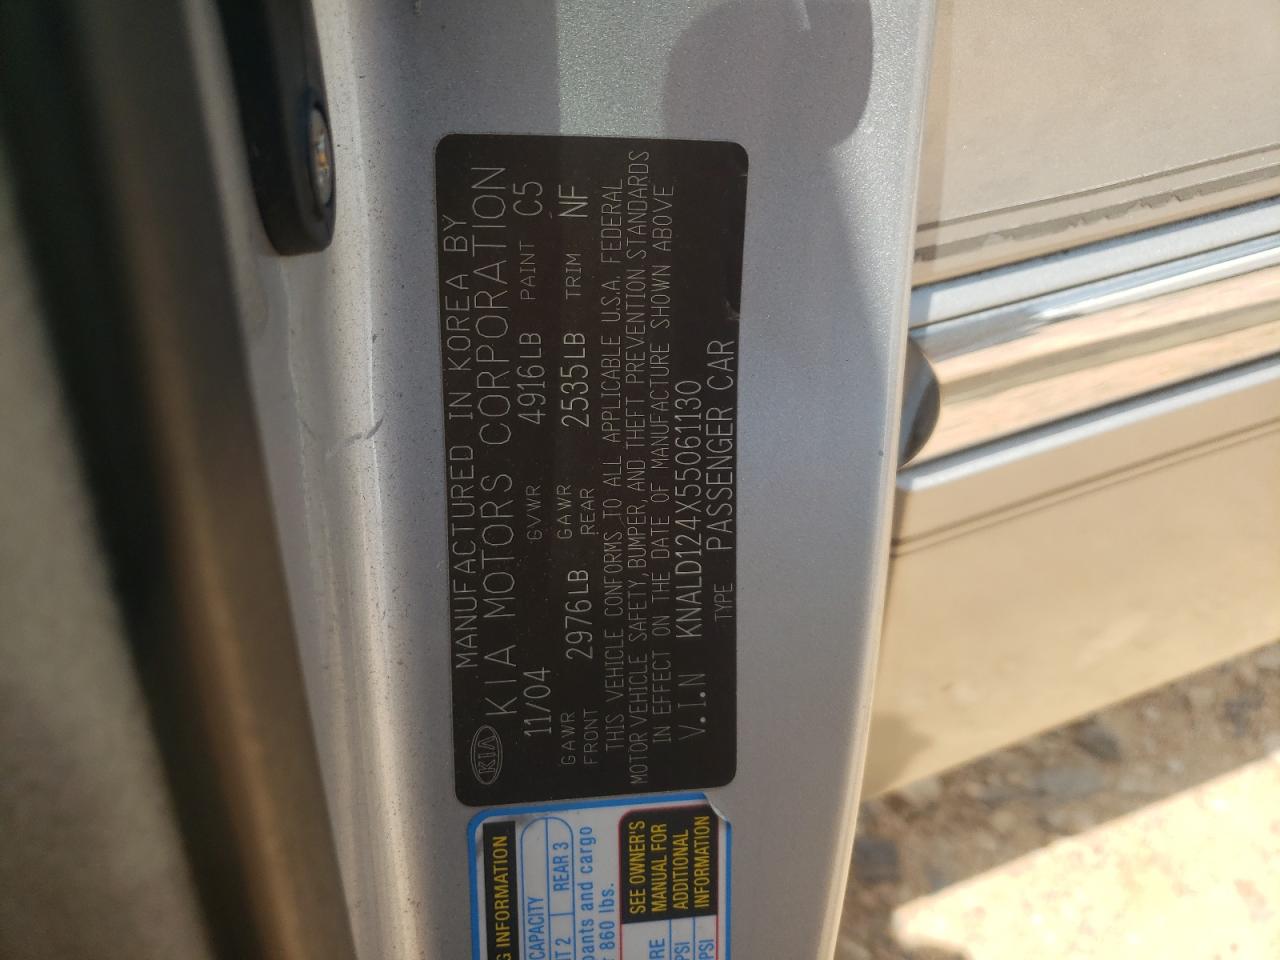 MANUFACTURED IN KOREA BY
KIA KIA MOTORS CORPORATION
11/04 GVWR 4916LB PAINT C5
GAWR FRONT 2976LB GAWR REAR 2535LB TRIM NF
THIS VEHICLE CONFORMS TO ALL APPLICABLE U.S.A. FEDERAL
MOTOR VEHICLE SAFETY, BUMPER, AND THEFT PREVENTION STANDARDS
IN EFFECT ON THE DATE OF MANUFACTURE SHOWN ABOVE
V.I.N KNALD124X55061130
TYPE PASSENGER CAR
INFORMATION
CAPACITY
2 REAR 3
and cargo
860 lbs.
SEE OWNER'S
MANUAL FOR
ADDITIONAL
INFORMATION
PSI
PSI